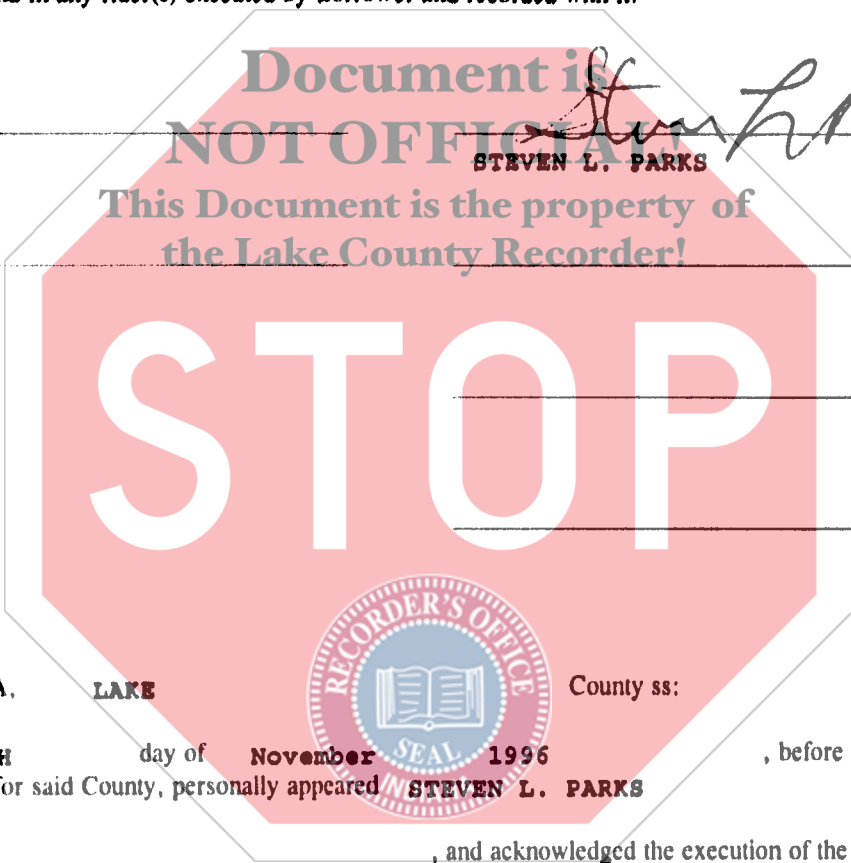 Document is
NOT OFFICIAL!
STEVEN L. PARKS
This Document is the property of
the Lake County Recorder!
STOP
RECORDER'S OFFICE
SEAL
INDIANA
LAKE County ss:
day of November 1996 , before
for said County, personally appeared STEVEN L. PARKS
, and acknowledged the execution of the